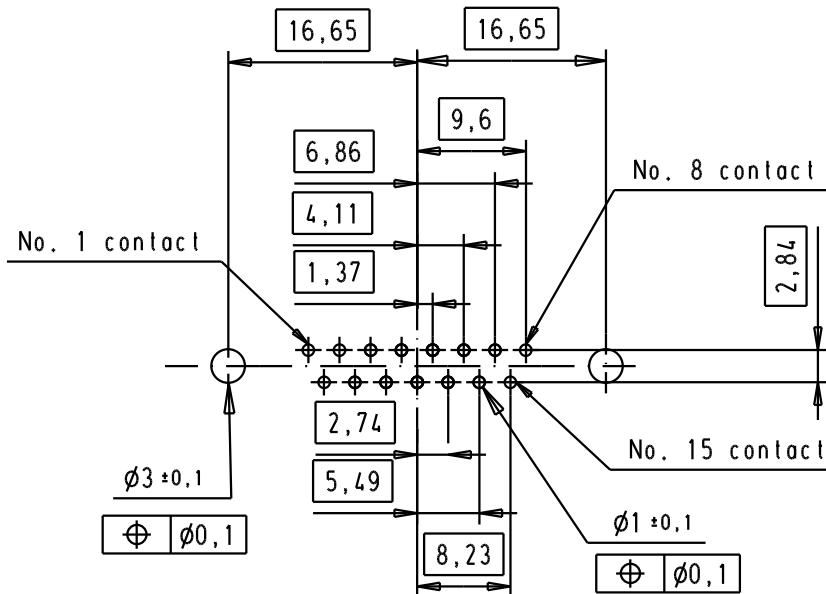 16,65
16,65
9,6
6,86
No. 8 contact
4,11
No. 1 contact
1,37
2,84
2,74
No. 15 contact
5,49
Ø3 ±0,1
Ø1 ±0,1
⌖ Ø0,1
8,23
⌖ Ø0,1